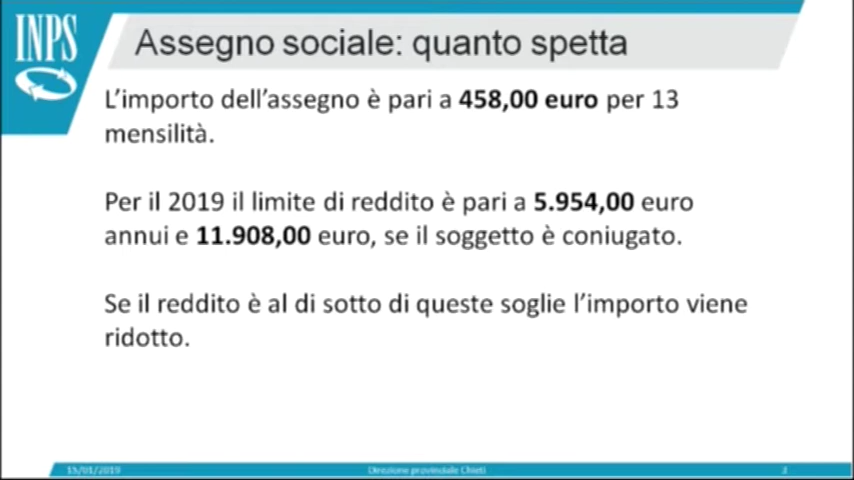 INPS
Assegno sociale: quanto spetta
L'importo dell'assegno è pari a 458,00 euro per 13
mensilità.
Per il 2019 il limite di reddito è pari a 5.954,00 euro
annui e 11.908,00 euro, se il soggetto è coniugato.
Se il reddito è al di sotto di queste soglie l'importo viene
ridotto.
15/01/2019
Direzione provinciale Chieti